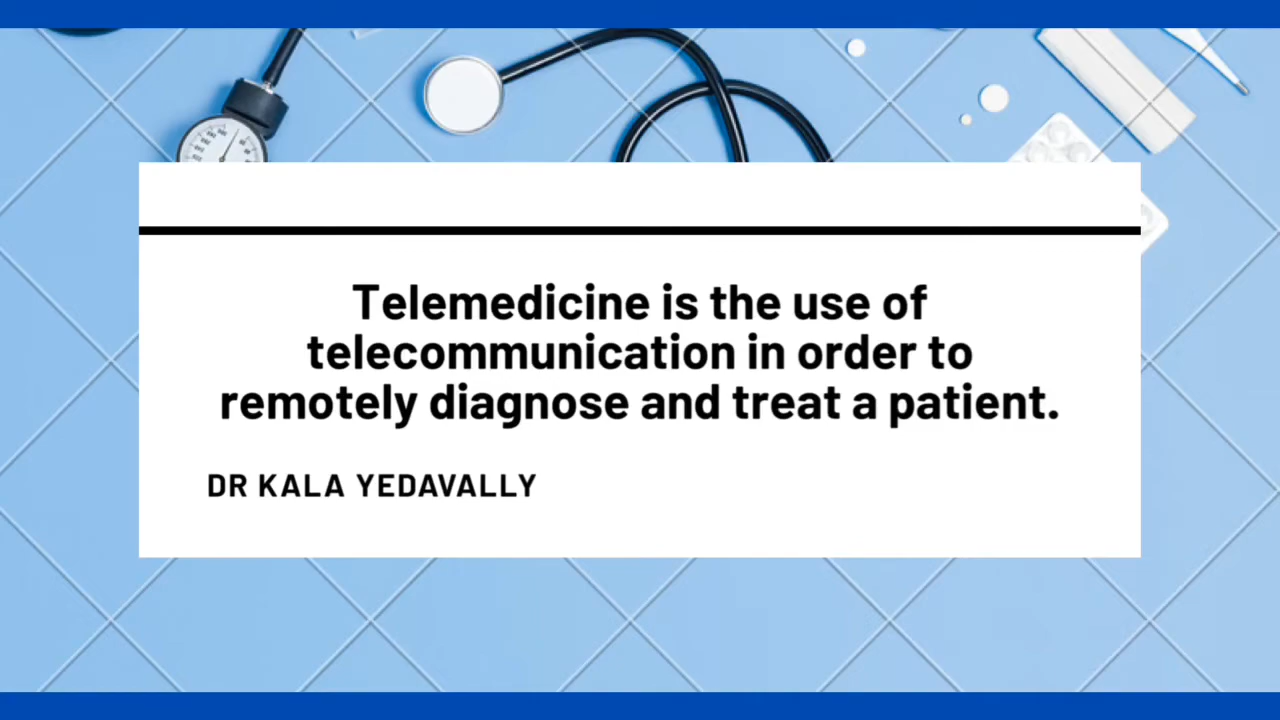 Telemedicine is the use of
telecommunication in order to
remotely diagnose and treat a patient.
DR KALA YEDAVALLY